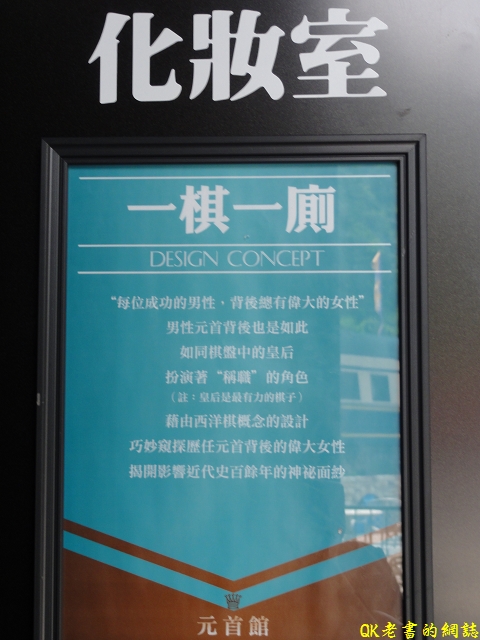 化妝室
一棋一廁
DESIGN CONCEPT
“每位成功的男性，背後總有偉大的女性”
男性元首背後也是如此
如同棋盤中的皇后
扮演著“稱職”的角色
（註：皇后是最有力的棋子）
藉由西洋棋概念的設計
巧妙窺探歷任元首背後的偉大女性
揭開影響近代史百餘年的神祕面紗
元首館
QK老書的網誌